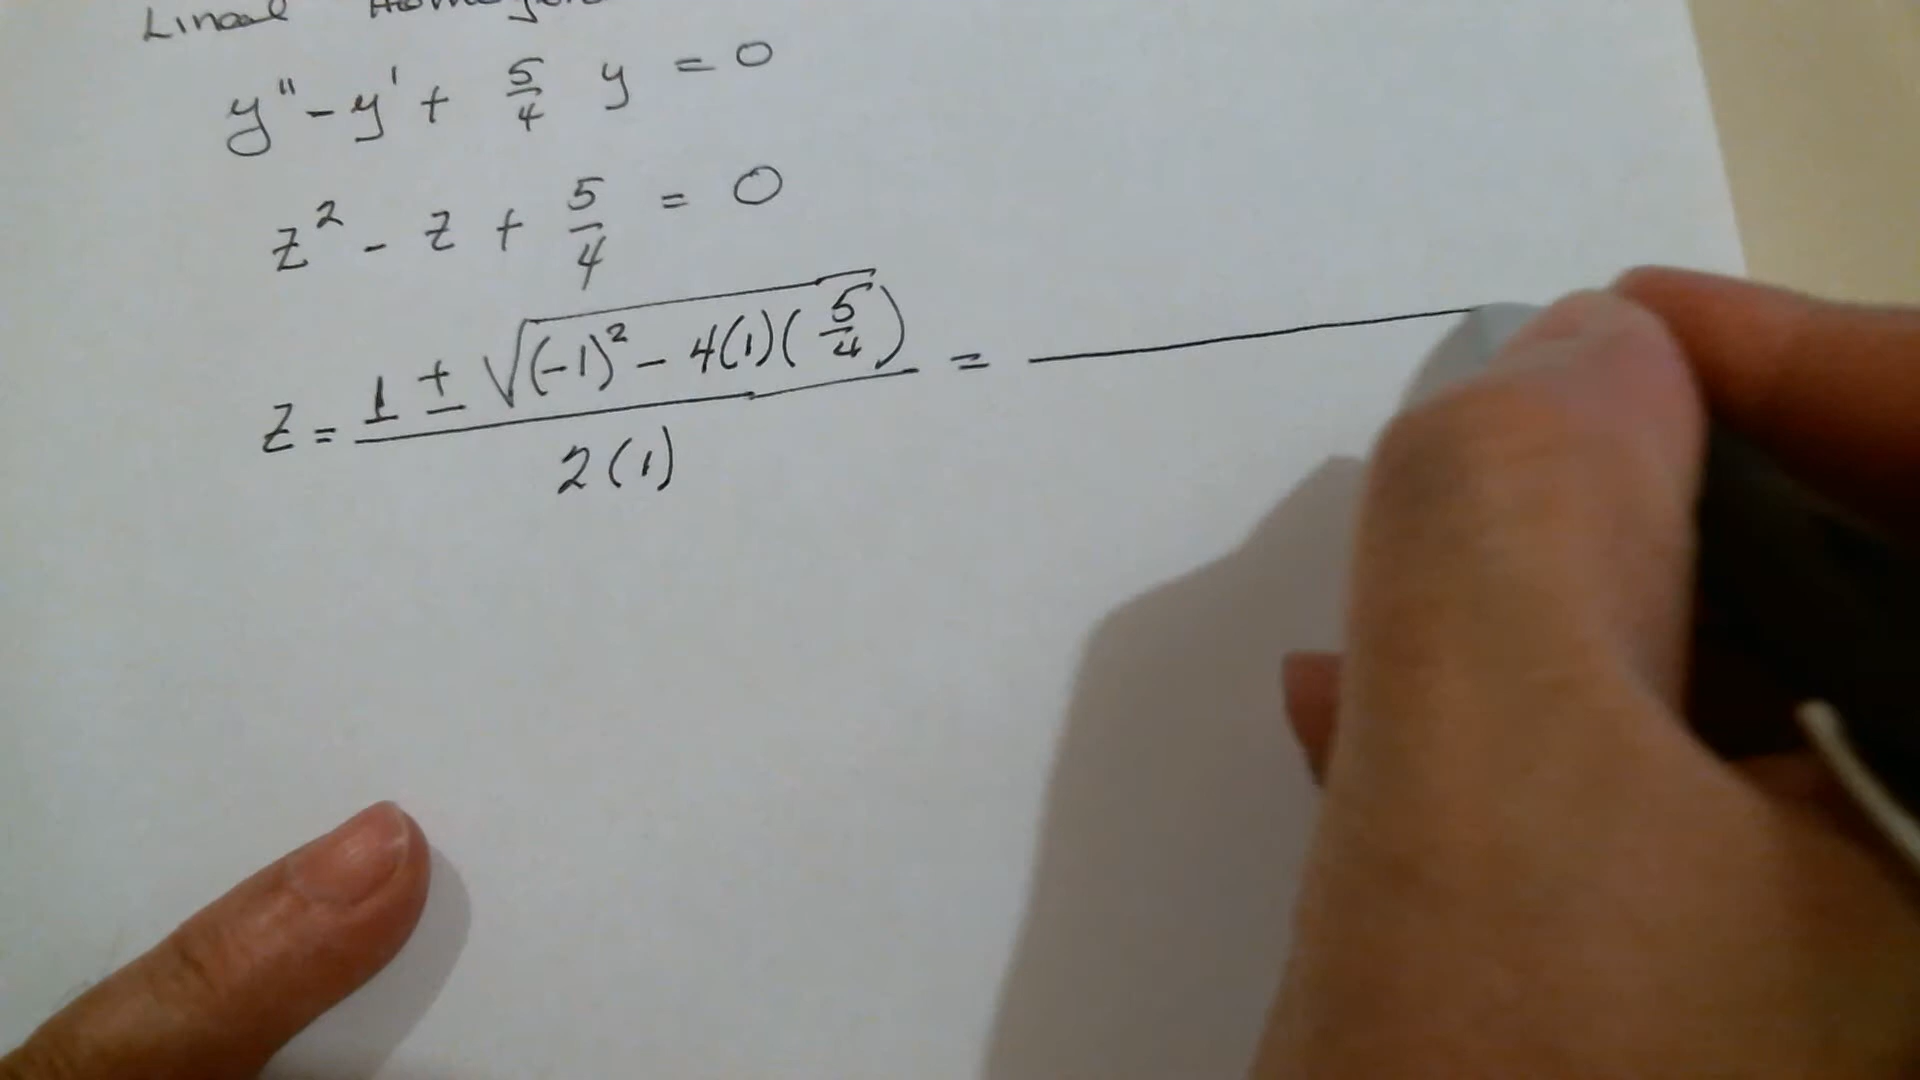 Linear
y'' - y' + 5/4 y = 0
z² - z + 5/4 = 0
z = (1 ± √((-1)² - 4(1)(5/4))) / 2(1) =